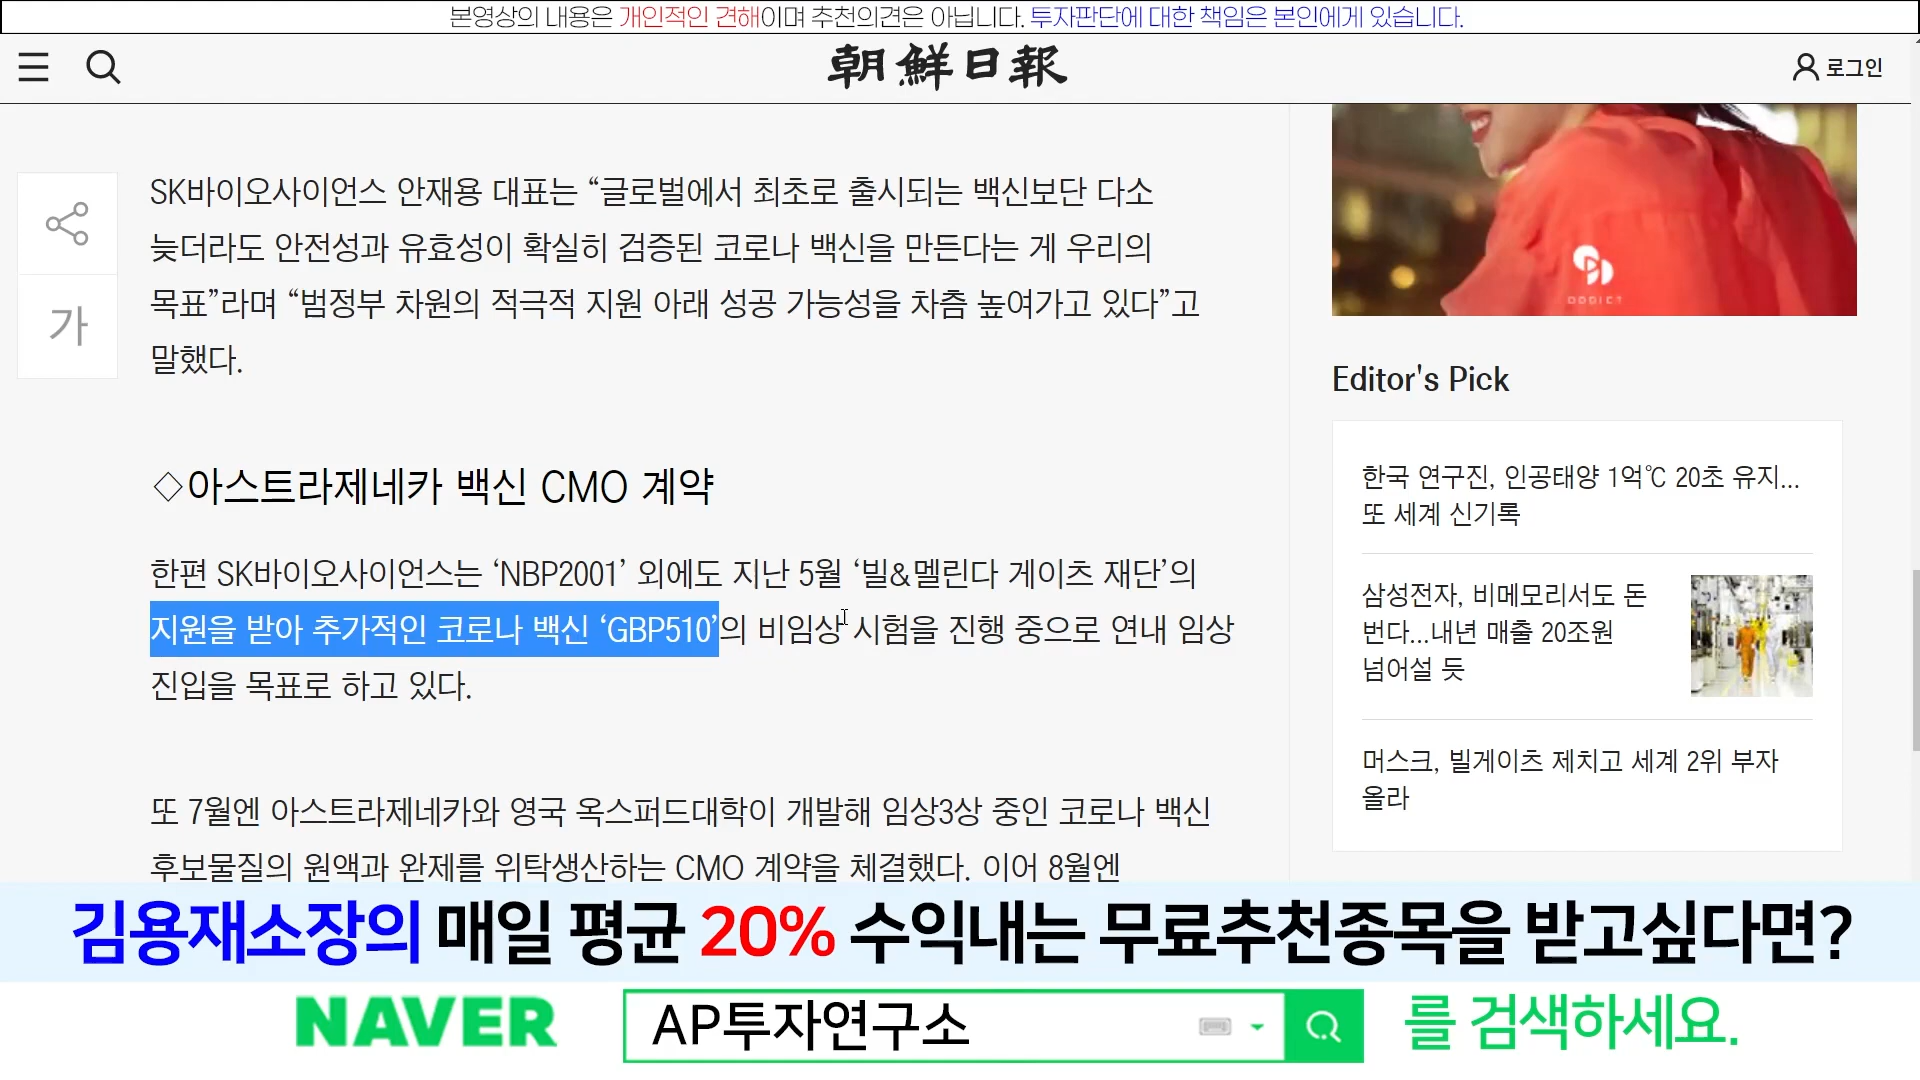 본영상의 내용은 개인적인 견해이며 추천의견은 아닙니다. 투자판단에 대한 책임은 본인에게 있습니다.
朝鮮日報
로그인
SK바이오사이언스 안재용 대표는 “글로벌에서 최초로 출시되는 백신보단 다소
늦더라도 안전성과 유효성이 확실히 검증된 코로나 백신을 만든다는 게 우리의
목표”라며 “범정부 차원의 적극적 지원 아래 성공 가능성을 차츰 높여가고 있다”고
말했다.
가
◇아스트라제네카 백신 CMO 계약
한편 SK바이오사이언스는 ‘NBP2001’ 외에도 지난 5월 ‘빌&멜린다 게이츠 재단’의
지원을 받아 추가적인 코로나 백신 ‘GBP510’의 비임상 시험을 진행 중으로 연내 임상
진입을 목표로 하고 있다.
또 7월엔 아스트라제네카와 영국 옥스퍼드대학이 개발해 임상3상 중인 코로나 백신
후보물질의 원액과 완제를 위탁생산하는 CMO 계약을 체결했다. 이어 8월엔
DDDICT
Editor's Pick
한국 연구진, 인공태양 1억℃ 20초 유지...
또 세계 신기록
삼성전자, 비메모리서도 돈
번다...내년 매출 20조원
넘어설 듯
머스크, 빌게이츠 제치고 세계 2위 부자
올라
김용재소장의 매일 평균 20% 수익내는 무료추천종목을 받고싶다면?
NAVER AP투자연구소 를 검색하세요.